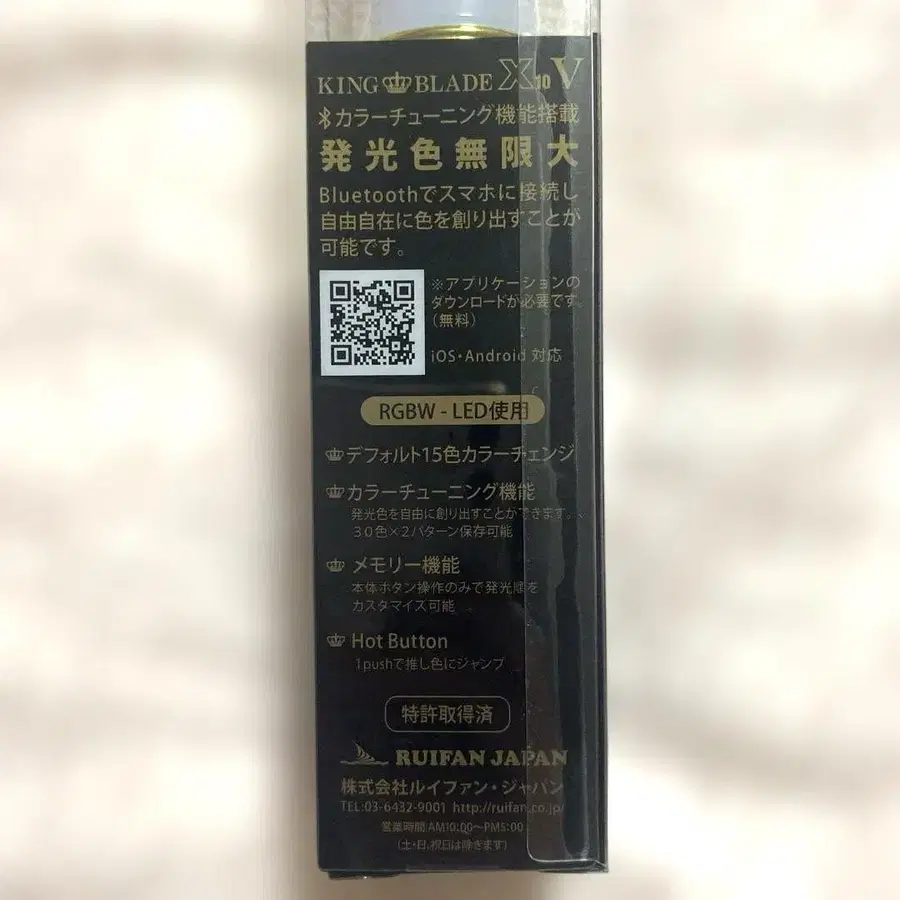 KING BLADE X10 V
カラーチューニング機能搭載
発光色無限大
Bluetoothでスマホに接続し
自由自在に色を創り出すことが
可能です。
※アプリケーションの
ダウンロードが必要です。
(無料)
iOS・Android 対応
RGBW - LED使用
デフォルト15色カラーチェンジ
カラーチューニング機能
発光色を自由に創り出すことができます。
30色×2パターン保存可能
メモリー機能
本体ボタン操作のみで発光順を
カスタマイズ可能
Hot Button
1pushで推し色にジャンプ
特許取得済
RUIFAN JAPAN
株式会社ルイファン・ジャパン
TEL:03-6432-9001 http://ruifan.co.jp/
営業時間:AM10:00〜PM5:00
(土・日、祝日は除きます)